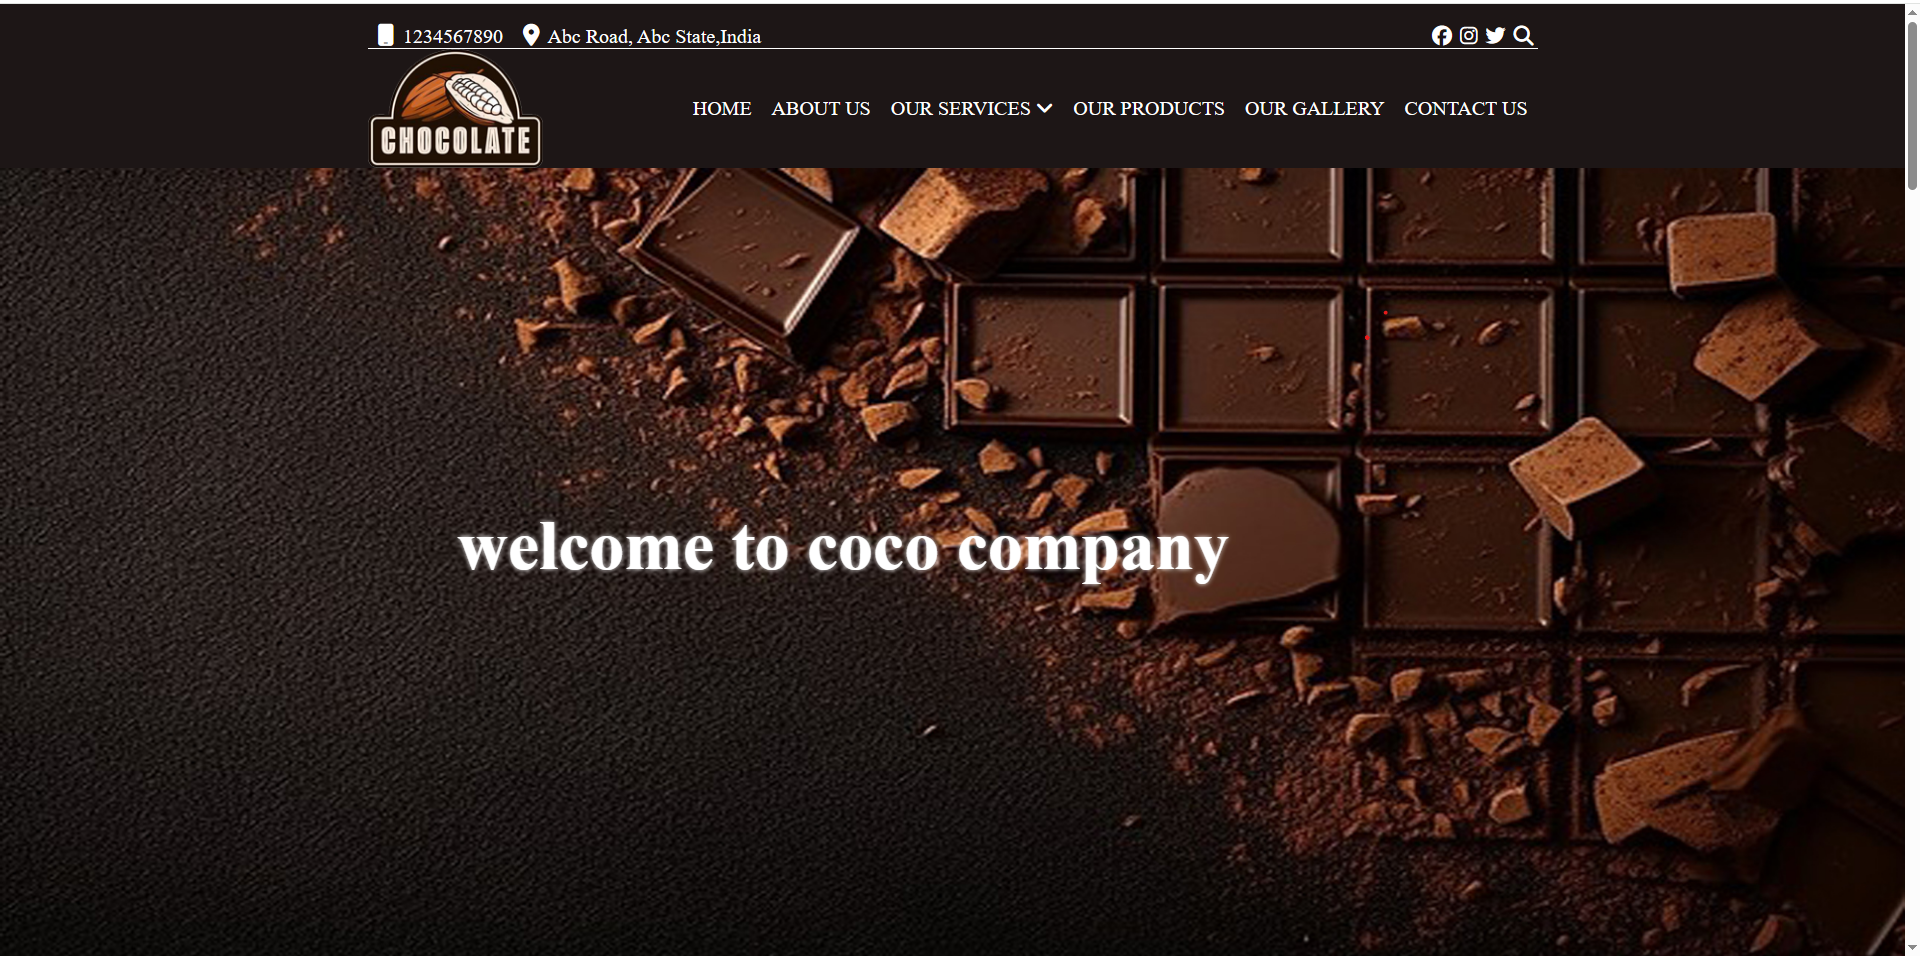 1234567890 Abc Road, Abc State,India
CHOCOLATE
HOME ABOUT US OUR SERVICES OUR PRODUCTS OUR GALLERY CONTACT US
welcome to coco company